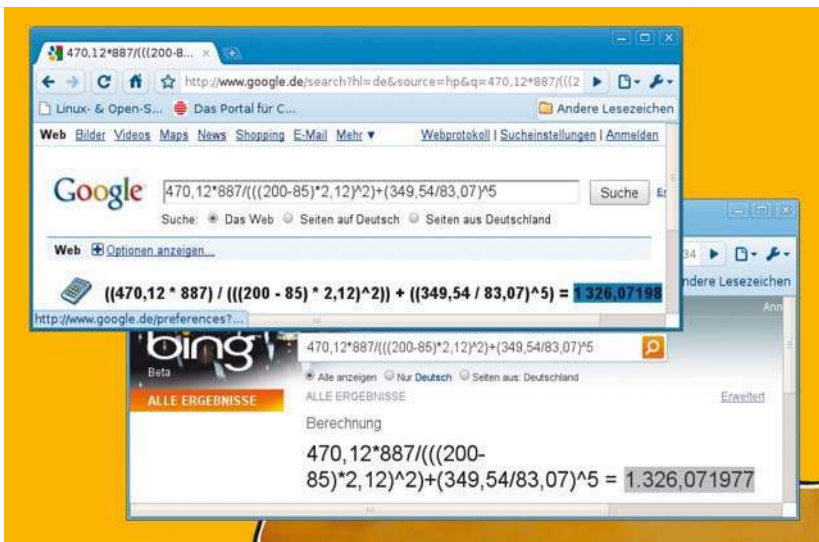 470,12*887/(((200-8...
http://www.google.de/search?hl=de&source=hp&q=470,12*887/(((2
Linux- & Open-S... Das Portal für C... Andere Lesezeichen
Web Bilder Videos Maps News Shopping E-Mail Mehr ▼ Webprotokoll | Sucheinstellungen | Anmelden
Google 470,12*887/(((200-85)*2,12)^2)+(349,54/83,07)^5 Suche
Suche: Das Web Seiten auf Deutsch Seiten aus Deutschland
Web Optionen anzeigen...
((470,12 * 887) / (((200 - 85) * 2,12)^2)) + ((349,54 / 83,07)^5) = 1 326,07198
http://www.google.de/preferences?...
34
ndere Lesezeichen
Ann
bing 470,12*887/(((200-85)*2,12)^2)+(349,54/83,07)^5
Beta Alle anzeigen Nur Deutsch Seiten aus: Deutschland
ALLE ERGEBNISSE ALLE ERGEBNISSE Erweitert
Berechnung
470,12*887/(((200-
85)*2,12)^2)+(349,54/83,07)^5 = 1.326,071977